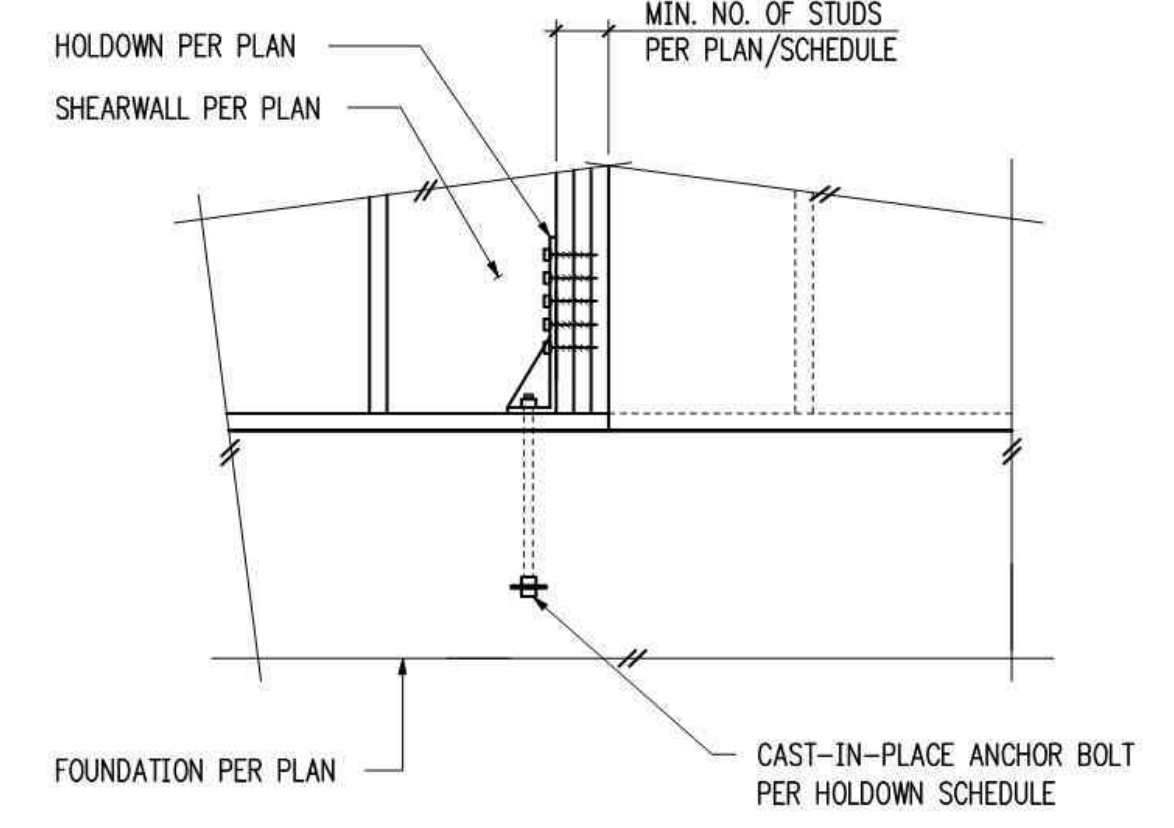 MIN. NO. OF STUDS
PER PLAN/SCHEDULE
HOLDOWN PER PLAN
SHEARWALL PER PLAN
FOUNDATION PER PLAN
CAST-IN-PLACE ANCHOR BOLT
PER HOLDOWN SCHEDULE